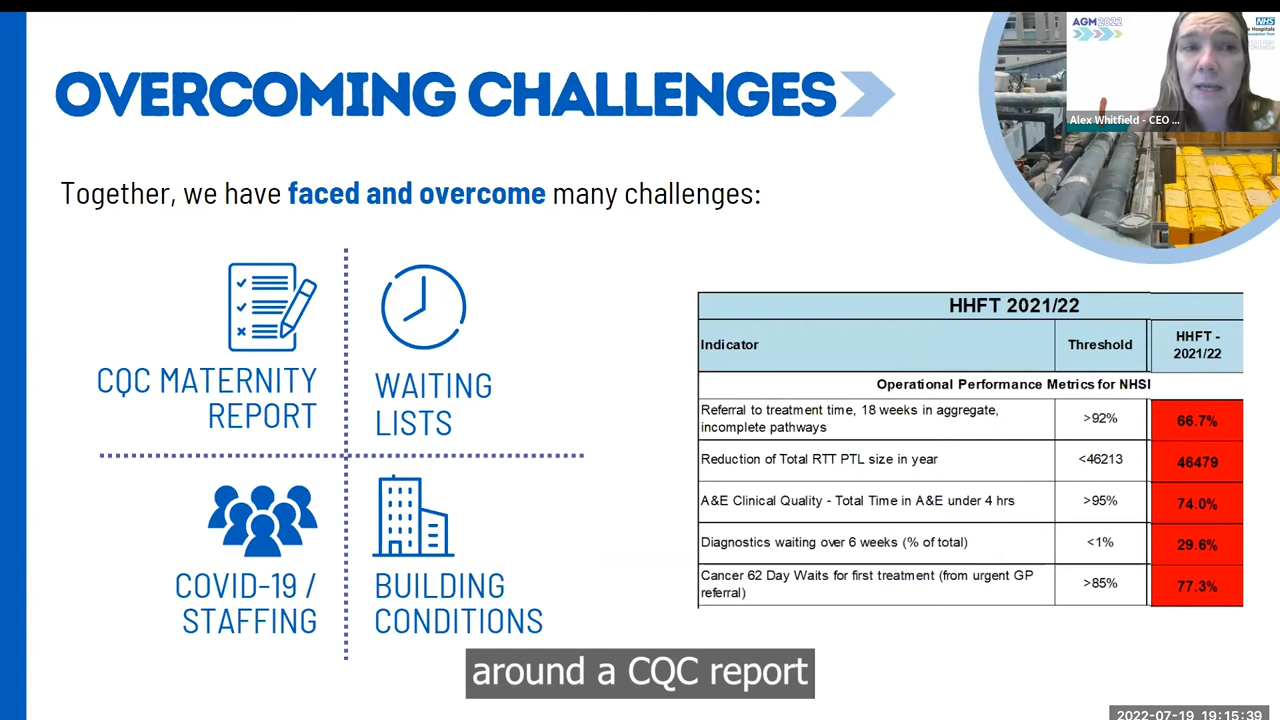 OVERCOMING CHALLENGES
AGM2022
NHS
Hospitals
Alex Whitfield - CEO ...
Together, we have faced and overcome many challenges:
CQC MATERNITY
REPORT
WAITING
LISTS
COVID-19 /
STAFFING
BUILDING
CONDITIONS
HHFT 2021/22
Indicator Threshold HHFT -
2021/22
Operational Performance Metrics for NHSI
Referral to treatment time, 18 weeks in aggregate,
incomplete pathways >92% 66.7%
Reduction of Total RTT PTL size in year <46213 46479
A&E Clinical Quality - Total Time in A&E under 4 hrs >95% 74.0%
Diagnostics waiting over 6 weeks (% of total) <1% 29.6%
Cancer 62 Day Waits for first treatment (from urgent GP
referral) >85% 77.3%
around a CQC report
2022-07-19 19:15:39